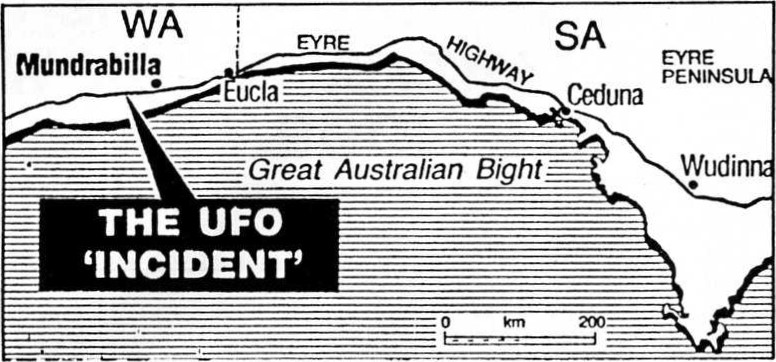 WA
SA
EYRE
HIGHWAY
EYRE
PENINSULA
Mundrabilla
Eucla
Ceduna
Great Australian Bight
Wudinna
THE UFO
'INCIDENT'
0 km 200